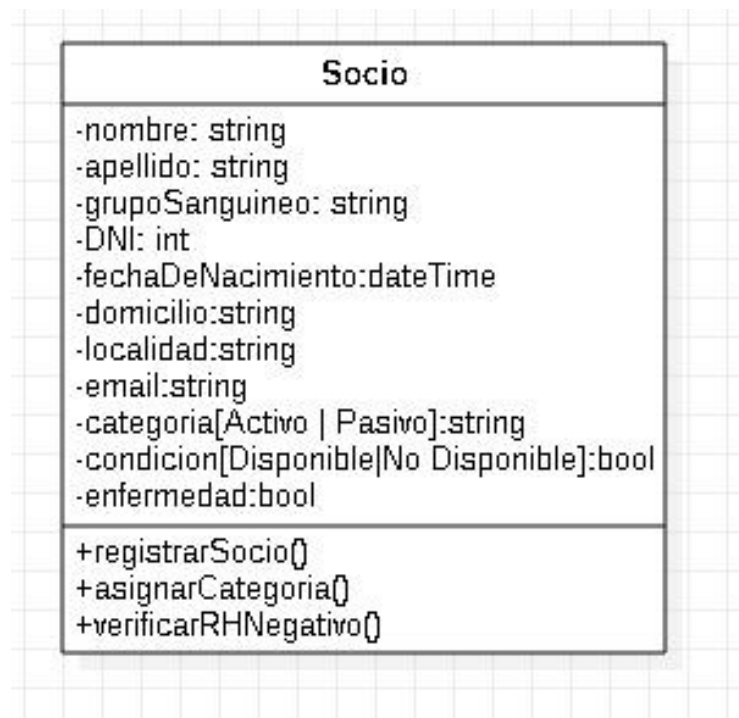 Socio
-nombre: string
-apellido: string
-grupoSanguineo: string
-DNI: int
-fechaDeNacimiento:dateTime
-domicilio:string
-localidad:string
-email:string
-categoria[Activo | Pasivo]:string
-condicion[Disponible|No Disponible]:bool
-enfermedad:bool
+registrarSocio()
+asignarCategoria()
+verificarRHNegativo()